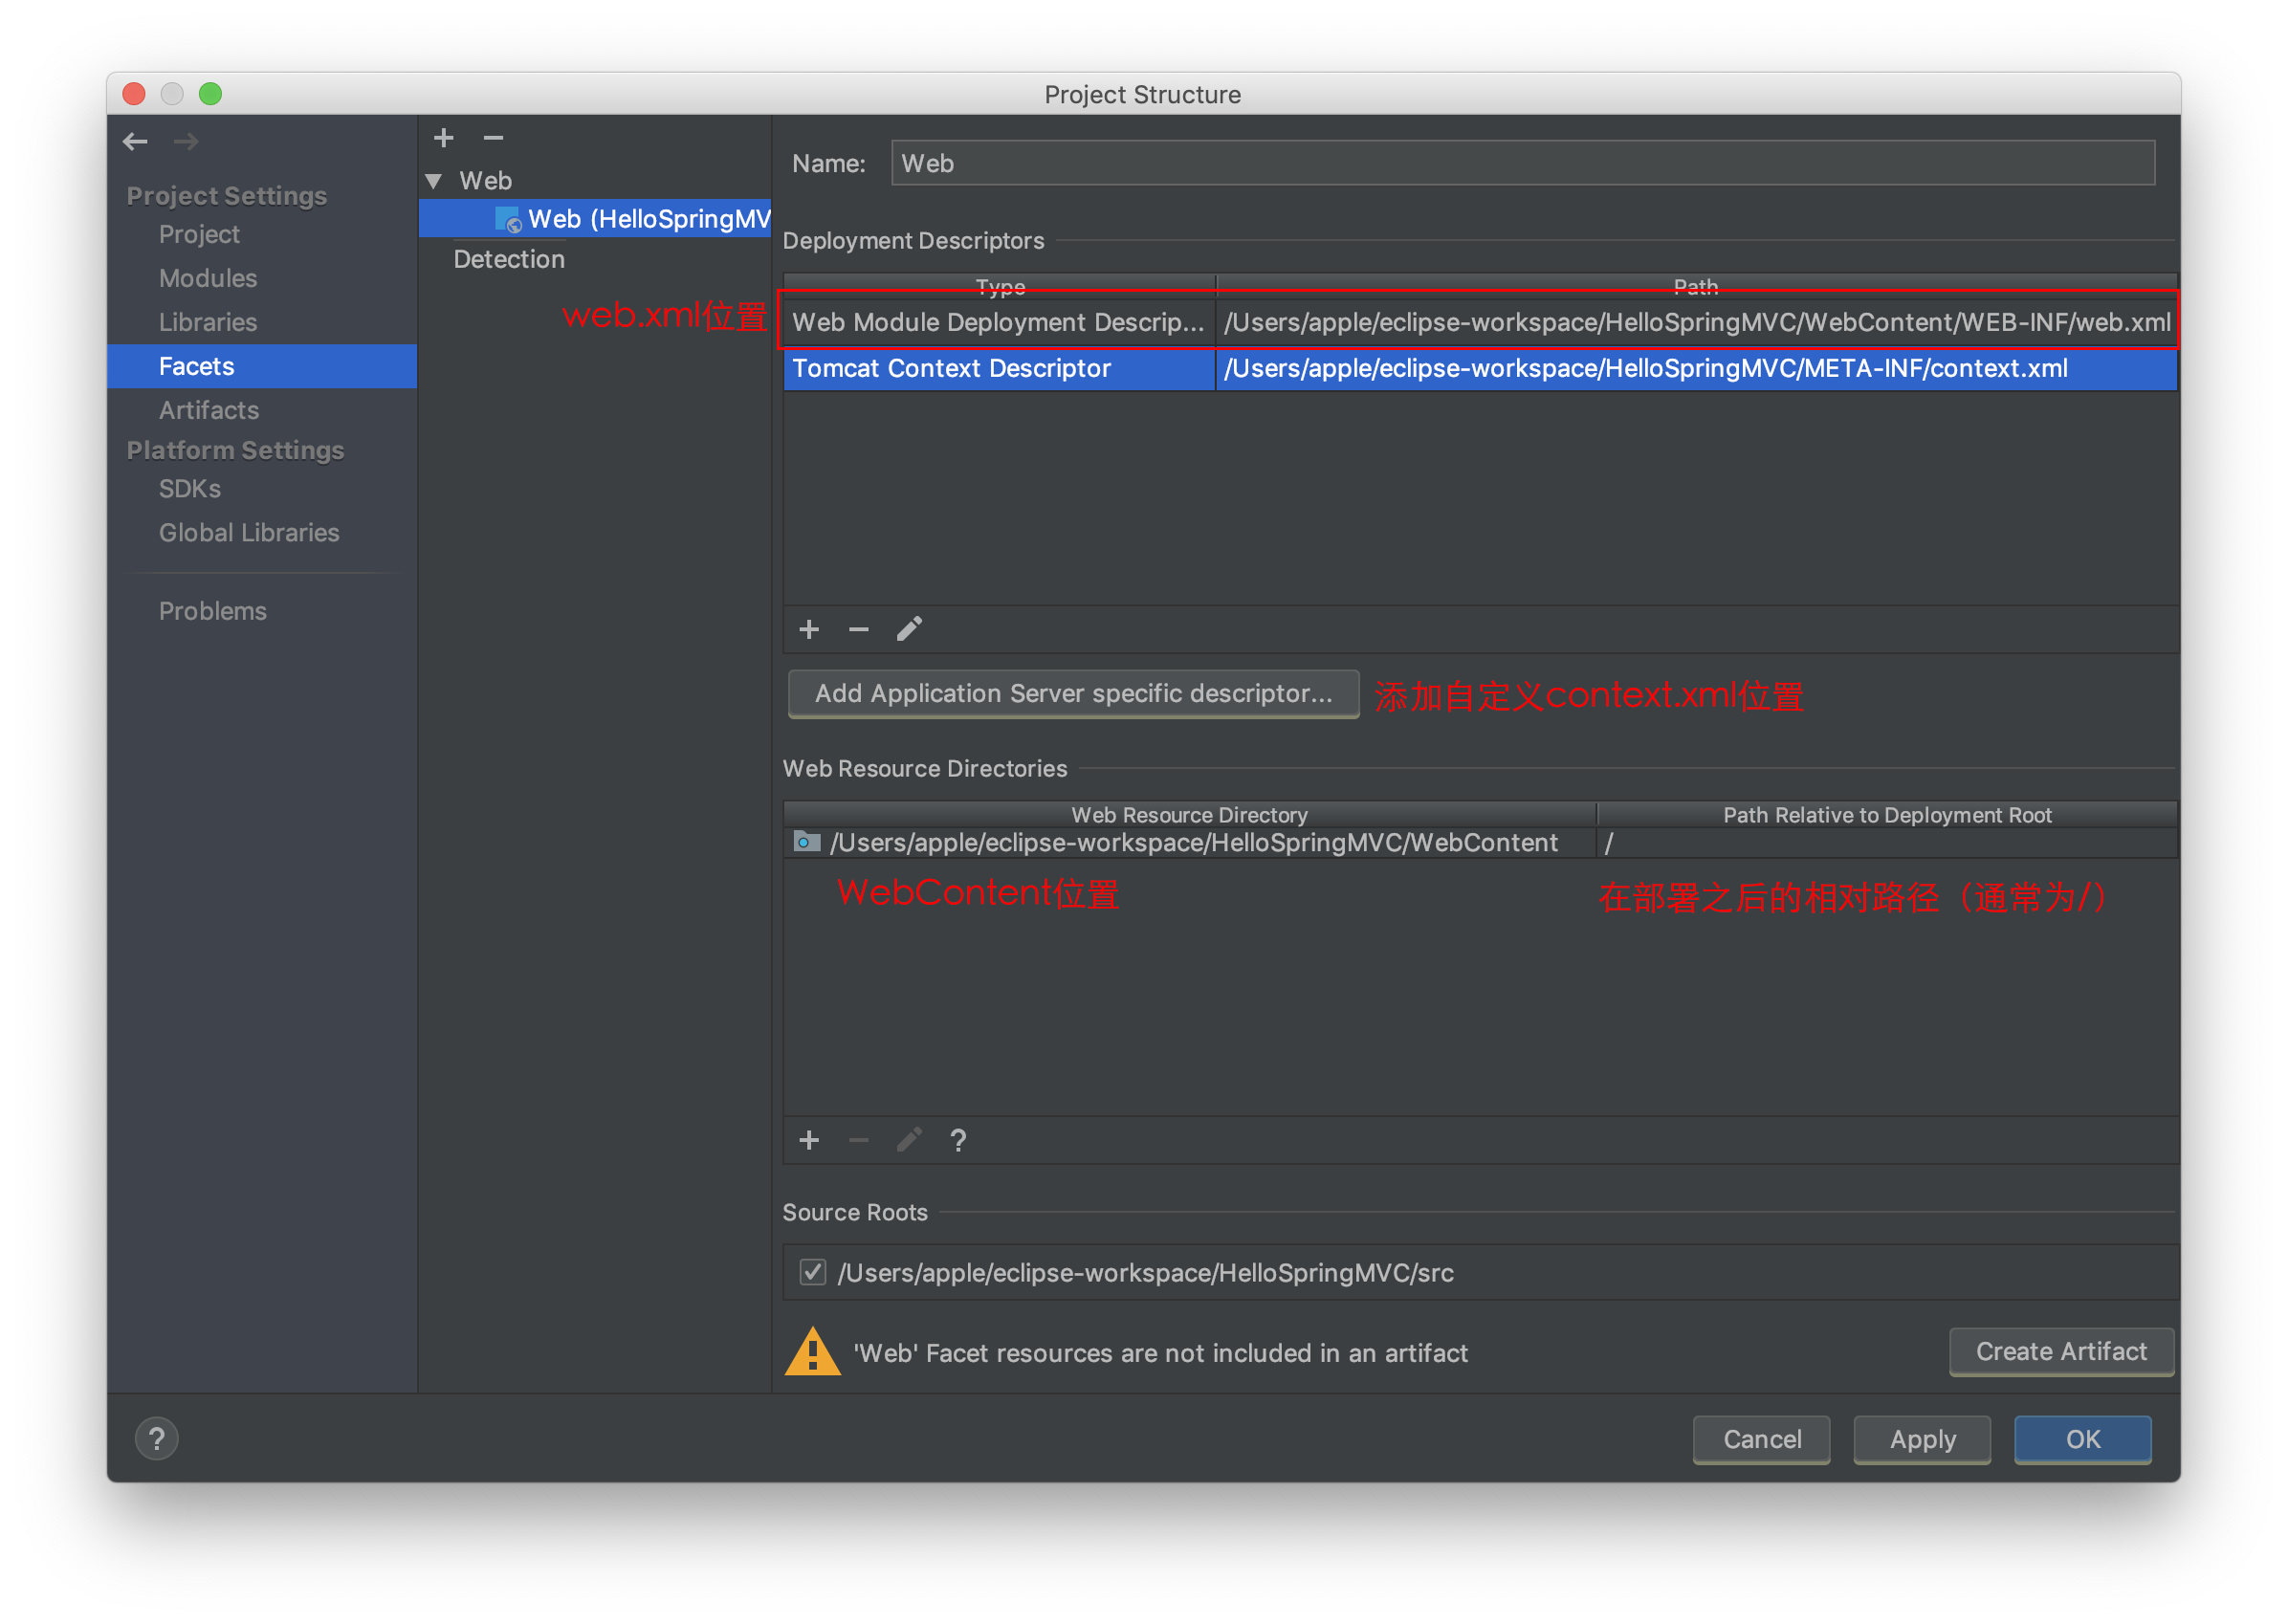 Project Structure
Project Settings
Project
Modules
Libraries
Facets
Artifacts
Platform Settings
SDKs
Global Libraries
Problems
Web
Web (HelloSpringMV
Detection
Name: Web
Deployment Descriptors
Type Path
web.xml位置
Web Module Deployment Descrip... /Users/apple/eclipse-workspace/HelloSpringMVC/WebContent/WEB-INF/web.xml
Tomcat Context Descriptor /Users/apple/eclipse-workspace/HelloSpringMVC/META-INF/context.xml
Add Application Server specific descriptor... 添加自定义context.xml位置
Web Resource Directories
Web Resource Directory Path Relative to Deployment Root
/Users/apple/eclipse-workspace/HelloSpringMVC/WebContent /
WebContent位置 在部署之后的相对路径（通常为/）
?
Source Roots
/Users/apple/eclipse-workspace/HelloSpringMVC/src
'Web' Facet resources are not included in an artifact Create Artifact
? Cancel Apply OK